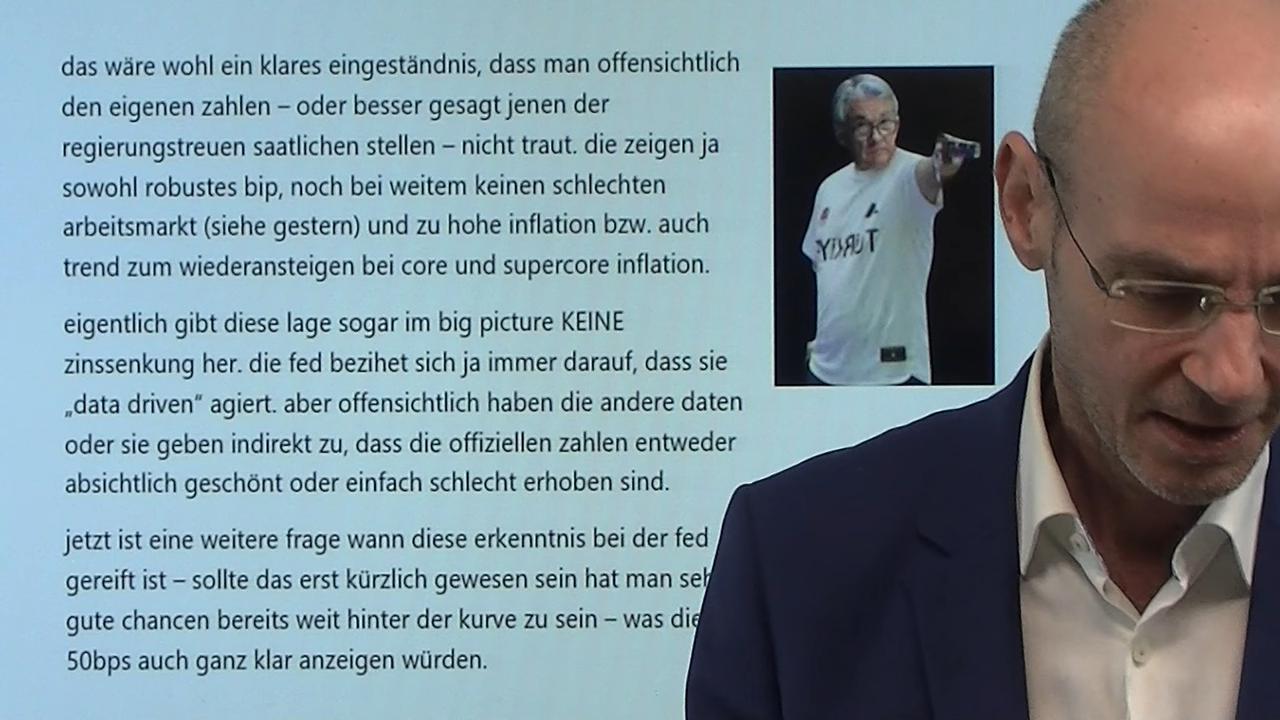 das wäre wohl ein klares eingeständnis, dass man offensichtlich
den eigenen zahlen – oder besser gesagt jenen der
regierungstreuen saatlichen stellen – nicht traut. die zeigen ja
sowohl robustes bip, noch bei weitem keinen schlechten
arbeitsmarkt (siehe gestern) und zu hohe inflation bzw. auch
trend zum wiederansteigen bei core und supercore inflation.
eigentlich gibt diese lage sogar im big picture KEINE
zinssenkung her. die fed bezihet sich ja immer darauf, dass sie
„data driven“ agiert. aber offensichtlich haben die andere daten
oder sie geben indirekt zu, dass die offiziellen zahlen entweder
absichtlich geschönt oder einfach schlecht erhoben sind.
jetzt ist eine weitere frage wann diese erkenntnis bei der fed
gereift ist – sollte das erst kürzlich gewesen sein hat man
gute chancen bereits weit hinter der kurve zu sein – was
50bps auch ganz klar anzeigen würden.